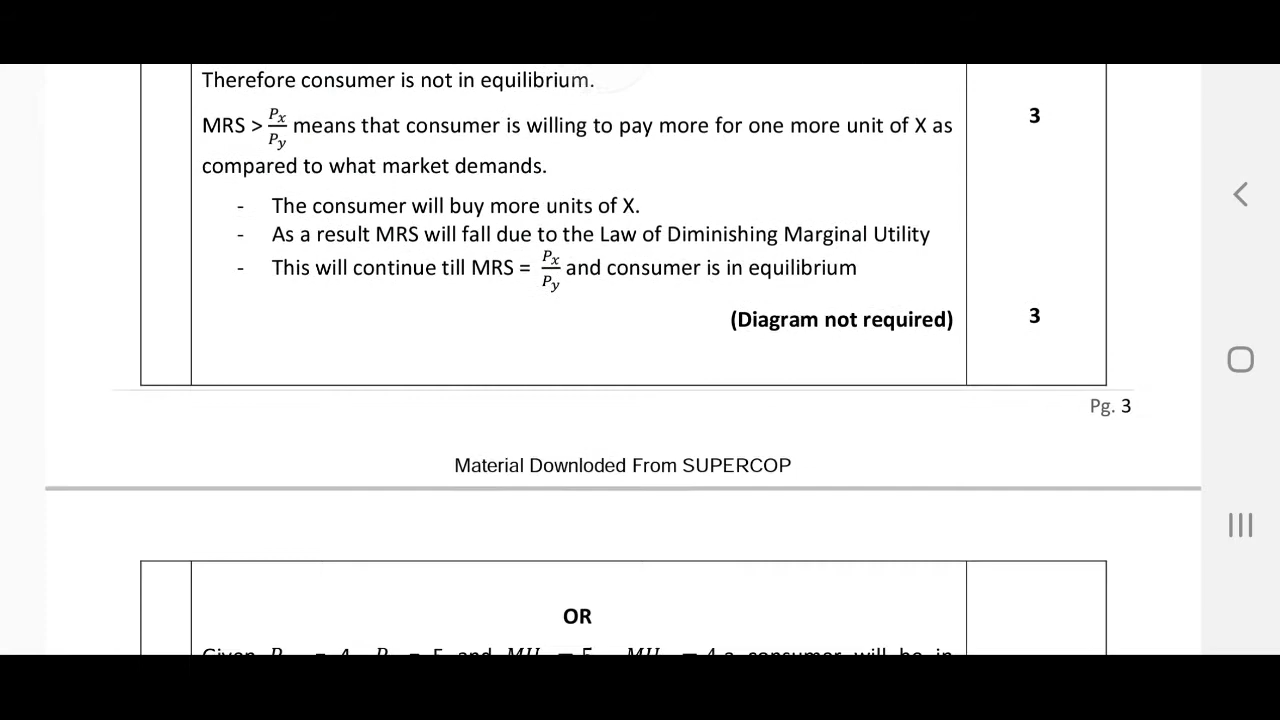 Therefore consumer is not in equilibrium.
MRS > Px/Py means that consumer is willing to pay more for one more unit of X as
3
compared to what market demands.
- The consumer will buy more units of X.
- As a result MRS will fall due to the Law of Diminishing Marginal Utility
- This will continue till MRS = Px/Py and consumer is in equilibrium
(Diagram not required)
3
Pg. 3
Material Downloded From SUPERCOP
OR